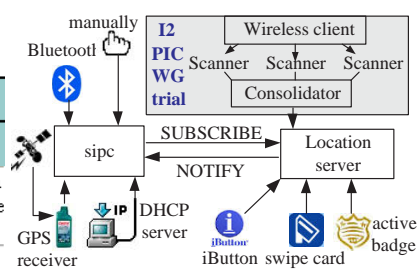 manually
Bluetooth
I2
PIC
WG
trial
Wireless client
Scanner
Scanner
Scanner
Consolidator
sipc
SUBSCRIBE
NOTIFY
Location
server
e
GPS
receiver
IP
DHCP
server
iButton
iButton
swipe card
active
badge